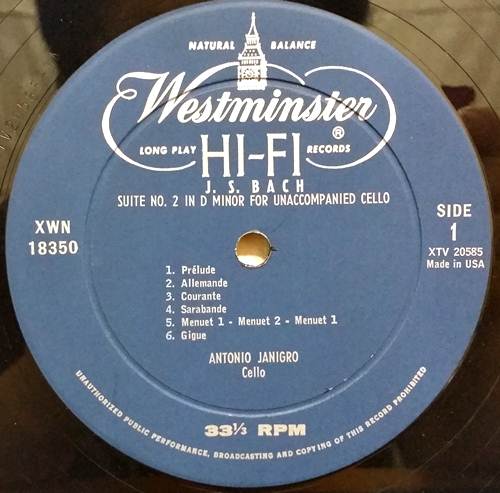 NATURAL BALANCE
Westminster
LONG PLAY HI-FI ® RECORDS
J. S. BACH
SUITE NO. 2 IN D MINOR FOR UNACCOMPANIED CELLO
XWN
18350
SIDE
1
XTV 20585
Made in USA
1. Prélude
2. Allemande
3. Courante
4. Sarabande
5. Menuet 1 - Menuet 2 - Menuet 1
6. Gigue
ANTONIO JANIGRO
Cello
33⅓ RPM
UNAUTHORIZED PUBLIC PERFORMANCE, BROADCASTING AND COPYING OF THIS RECORD PROHIBITED